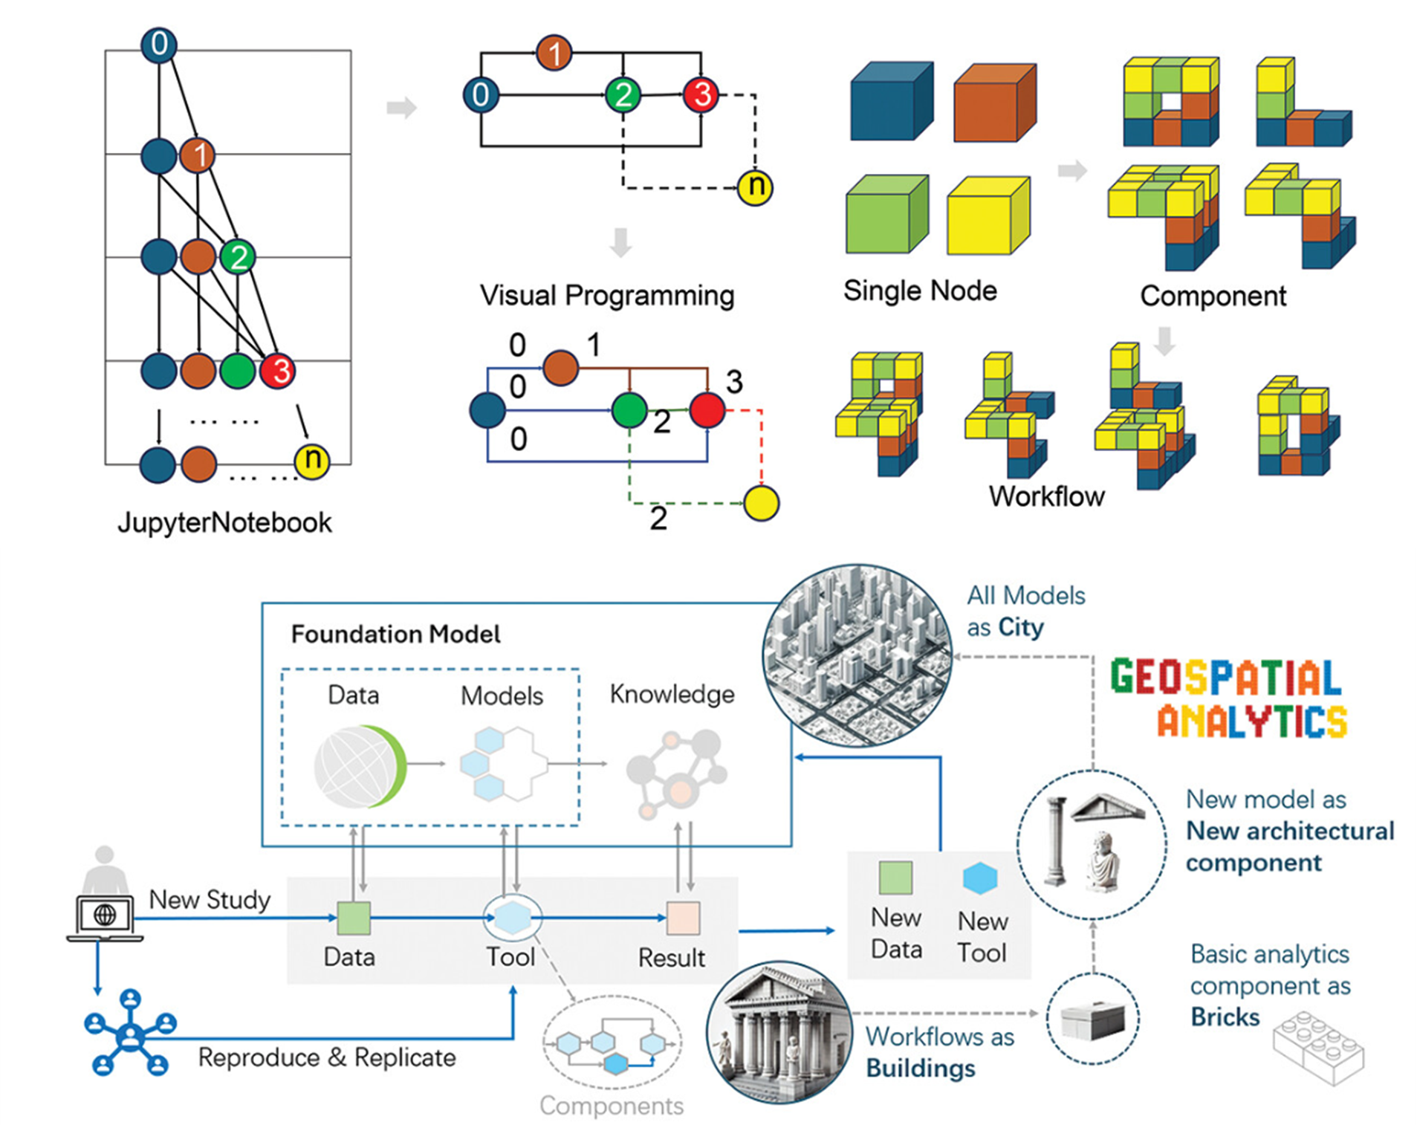 0
1
2
3
... ...
... ...
n
JupyterNotebook
1
0
2
3
n
Visual Programming
0
1
0
3
2
0
2
Single Node
Component
Workflow
Foundation Model
Data
Models
Knowledge
All Models
as City
GEOSPATIAL
ANALYTICS
New model as
New architectural
component
New Study
Data
Tool
Result
New
Data
New
Tool
Basic analytics
component as
Bricks
Reproduce & Replicate
Components
Workflows as
Buildings